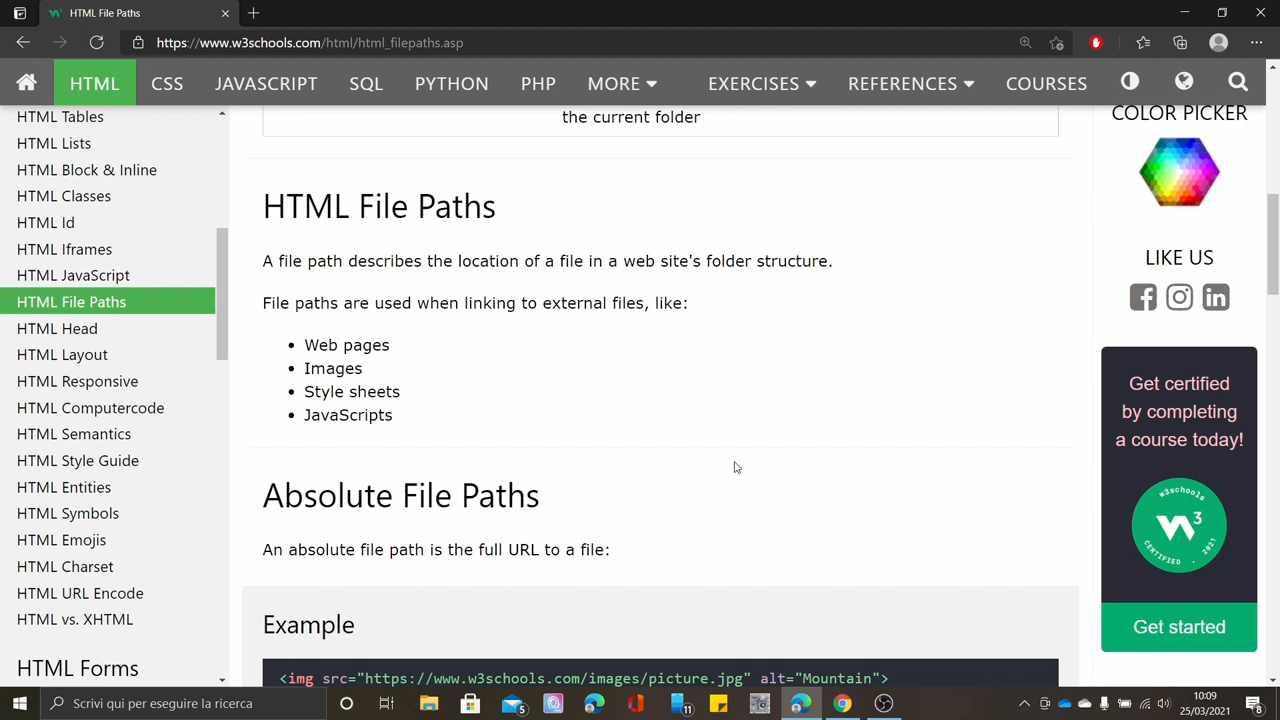 HTML File Paths
https://www.w3schools.com/html/html_filepaths.asp
HTML
CSS
JAVASCRIPT
SQL
PYTHON
PHP
MORE
EXERCISES
REFERENCES
COURSES
HTML Tables
HTML Lists
HTML Block & Inline
HTML Classes
HTML Id
HTML Iframes
HTML JavaScript
HTML File Paths
HTML Head
HTML Layout
HTML Responsive
HTML Computercode
HTML Semantics
HTML Style Guide
HTML Entities
HTML Symbols
HTML Emojis
HTML Charset
HTML URL Encode
HTML vs. XHTML
HTML Forms
the current folder
HTML File Paths
A file path describes the location of a file in a web site's folder structure.
File paths are used when linking to external files, like:
• Web pages
• Images
• Style sheets
• JavaScripts
Absolute File Paths
An absolute file path is the full URL to a file:
Example
<img src="https://www.w3schools.com/images/picture.jpg" alt="Mountain">
COLOR PICKER
LIKE US
Get certified
by completing
a course today!
w3schools
3
CERTIFIED . 2021
Get started
Scrivi qui per eseguire la ricerca
5
11
10:09
25/03/2021
8